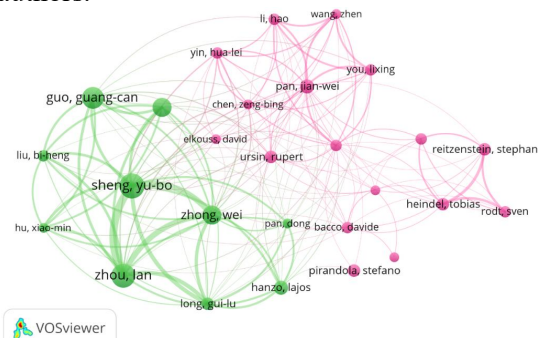 li, hao
wang, zhen
yin, hua-lei
you, lixing
pan, jian-wei
guo, guang-can
chen, zeng-bing
elkouss, david
reitzenstein, stephan
liu, bi-heng
ursin, rupert
sheng, yu-bo
heindel, tobias
rodt, sven
zhong, wei
pan, dong
bacco, davide
hu, xiao-min
zhou, lan
pirandola, stefano
hanzo, lajos
long, gui-lu
VOSviewer